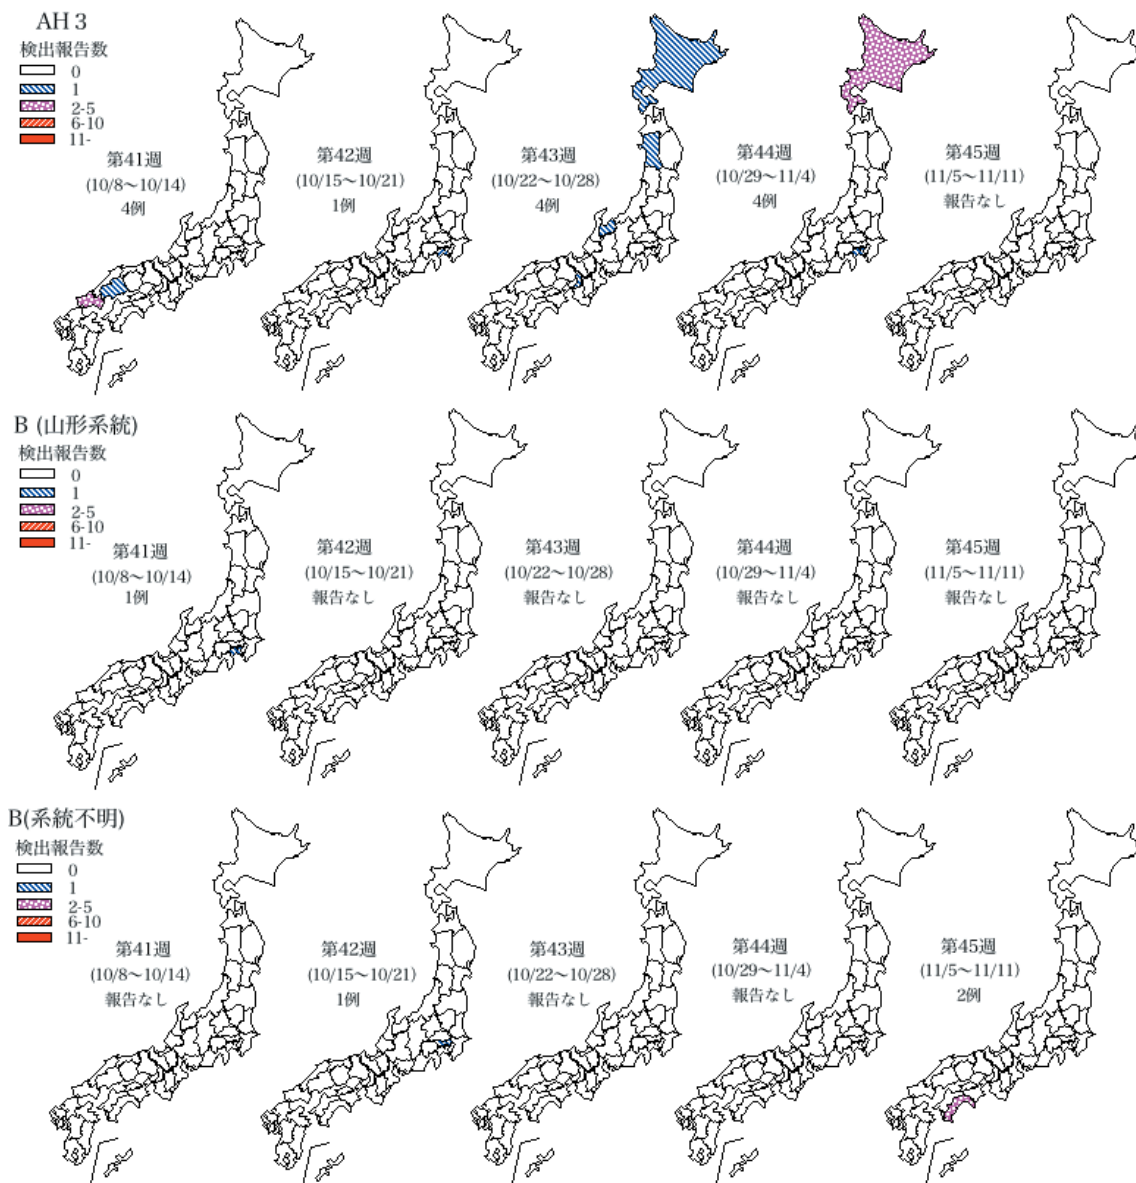 AH 3
検出報告数
0
1
2-5
6-10
11-
第41週
(10/8～10/14)
4例
第42週
(10/15～10/21)
1例
第43週
(10/22～10/28)
4例
第44週
(10/29～11/4)
4例
第45週
(11/5～11/11)
報告なし
B (山形系統)
検出報告数
0
1
2-5
6-10
11-
第41週
(10/8～10/14)
1例
第42週
(10/15～10/21)
報告なし
第43週
(10/22～10/28)
報告なし
第44週
(10/29～11/4)
報告なし
第45週
(11/5～11/11)
報告なし
B(系統不明)
検出報告数
0
1
2-5
6-10
11-
第41週
(10/8～10/14)
報告なし
第42週
(10/15～10/21)
1例
第43週
(10/22～10/28)
報告なし
第44週
(10/29～11/4)
報告なし
第45週
(11/5～11/11)
2例